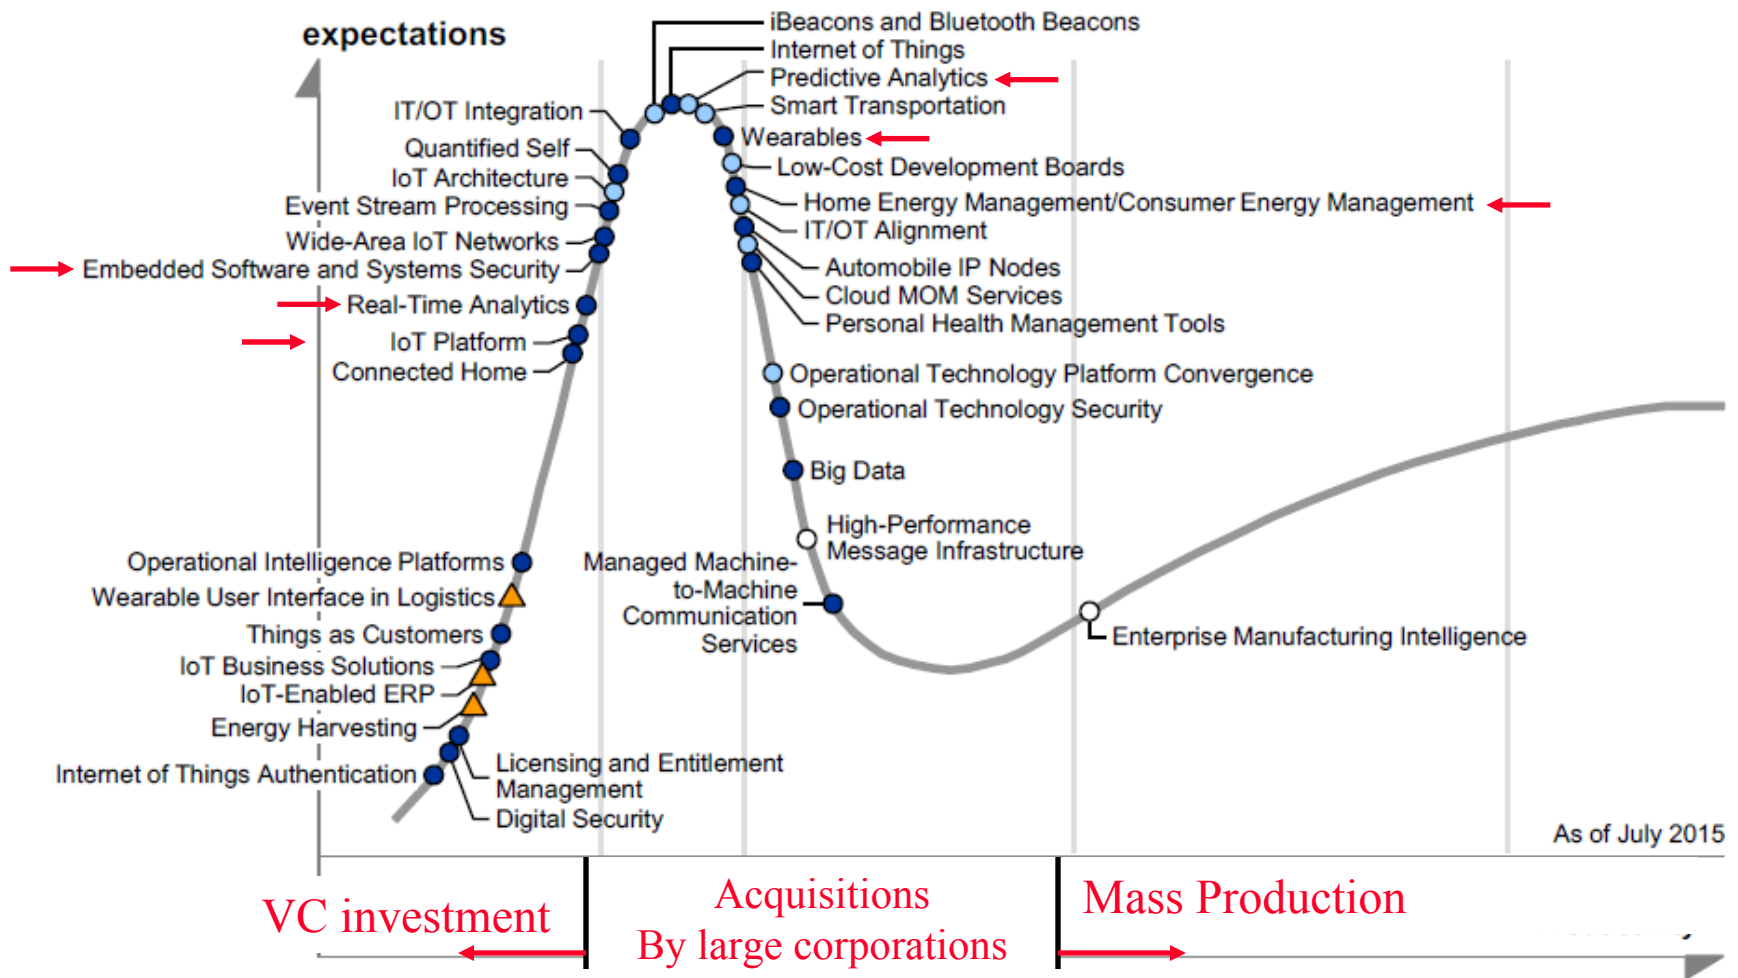 expectations
iBeacons and Bluetooth Beacons
Internet of Things
Predictive Analytics
Smart Transportation
Wearables
Low-Cost Development Boards
Home Energy Management/Consumer Energy Management
IT/OT Alignment
Automobile IP Nodes
Cloud MOM Services
Personal Health Management Tools
Operational Technology Platform Convergence
Operational Technology Security
Big Data
High-Performance
Message Infrastructure
Managed Machine-
to-Machine
Communication
Services
Enterprise Manufacturing Intelligence
IT/OT Integration
Quantified Self
IoT Architecture
Event Stream Processing
Wide-Area IoT Networks
Embedded Software and Systems Security
Real-Time Analytics
IoT Platform
Connected Home
Operational Intelligence Platforms
Wearable User Interface in Logistics
Things as Customers
IoT Business Solutions
IoT-Enabled ERP
Energy Harvesting
Internet of Things Authentication
Licensing and Entitlement
Management
Digital Security
As of July 2015
VC investment
Acquisitions
By large corporations
Mass Production